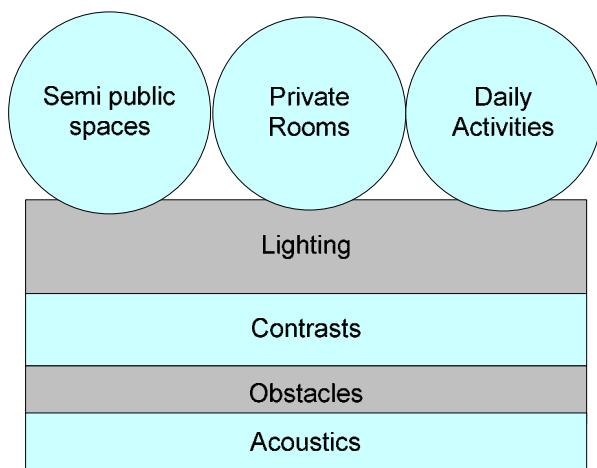 Semi public
spaces
Private
Rooms
Daily
Activities
Lighting
Contrasts
Obstacles
Acoustics